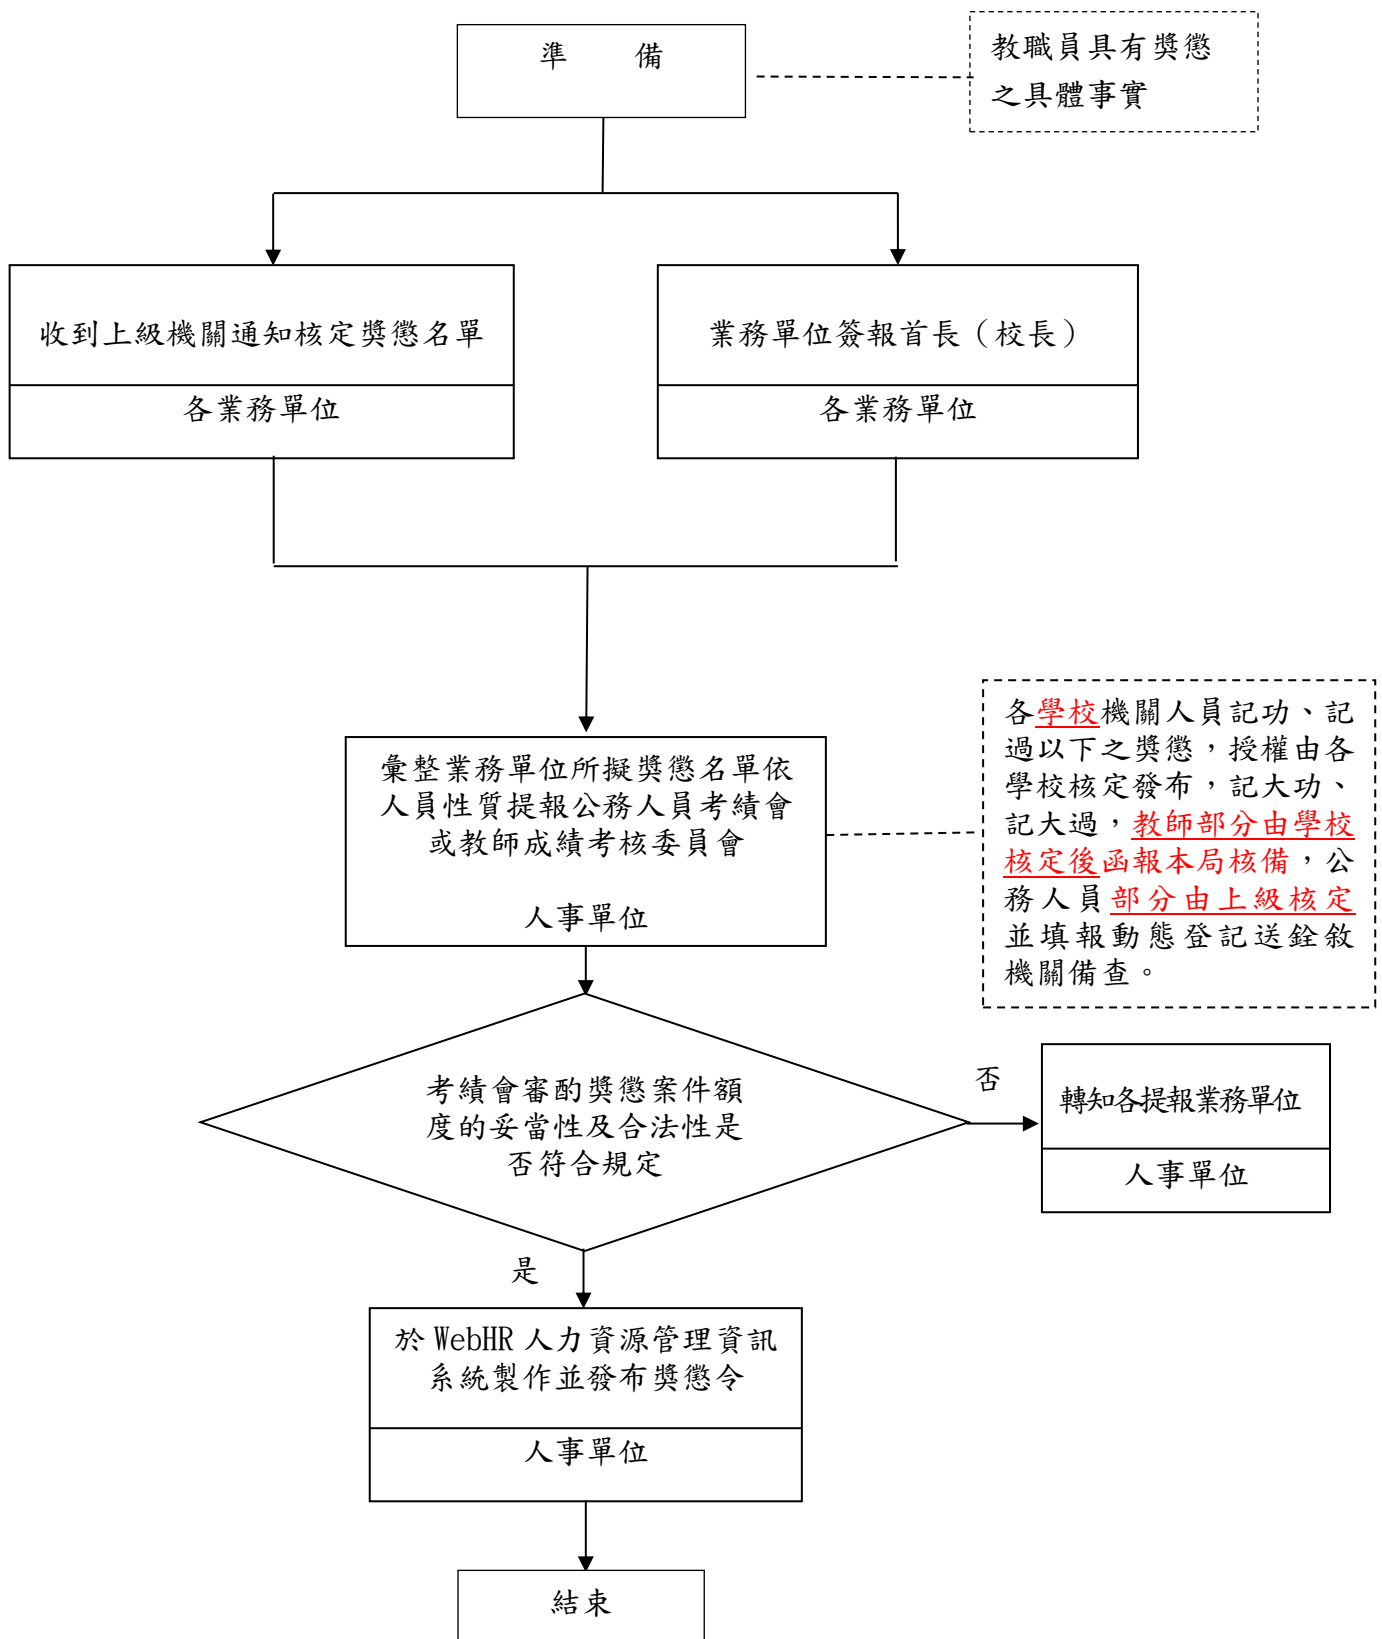 準　　備
教職員具有獎懲
之具體事實
收到上級機關通知核定獎懲名單
各業務單位
業務單位簽報首長（校長）
各業務單位
彙整業務單位所擬獎懲名單依
人員性質提報公務人員考績會
或教師成績考核委員會
人事單位
各學校機關人員記功、記
過以下之獎懲，授權由各
學校核定發布，記大功、
記大過，教師部分由學校
核定後函報本局核備，公
務人員部分由上級核定
並填報動態登記送銓敘
機關備查。
考績會審酌獎懲案件額
度的妥當性及合法性是
否符合規定
否
轉知各提報業務單位
人事單位
是
於WebHR人力資源管理資訊
系統製作並發布獎懲令
人事單位
結束